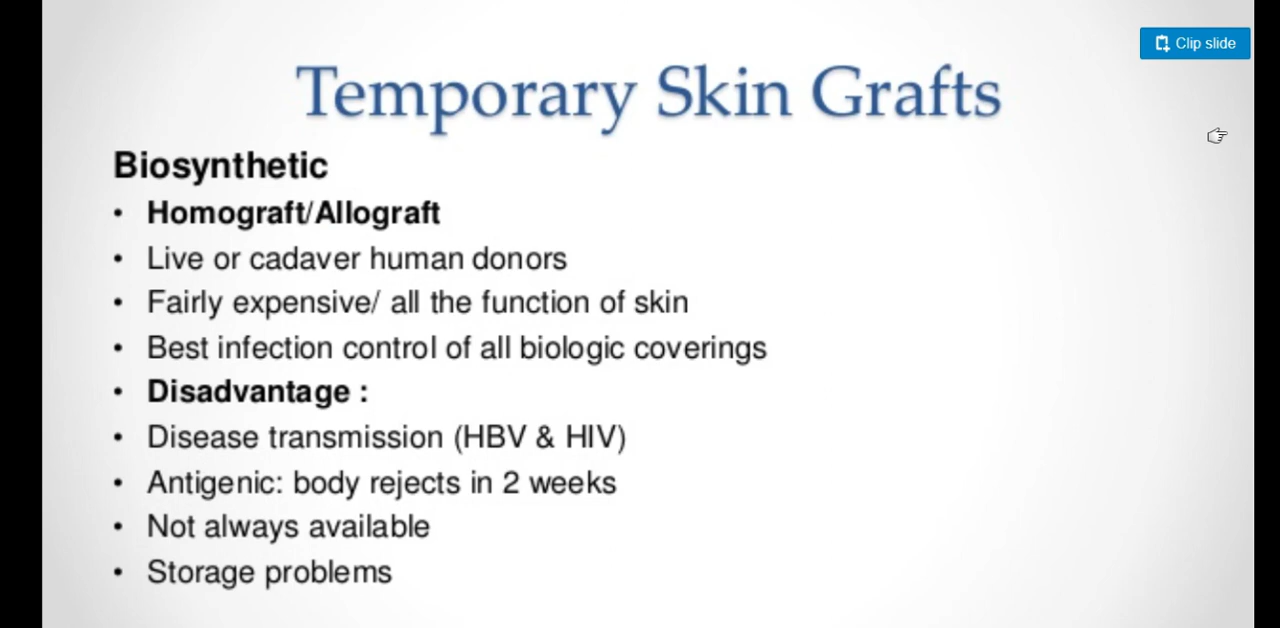 Clip slide
Temporary Skin Grafts
Biosynthetic
• Homograft/Allograft
• Live or cadaver human donors
• Fairly expensive/ all the function of skin
• Best infection control of all biologic coverings
• Disadvantage :
• Disease transmission (HBV & HIV)
• Antigenic: body rejects in 2 weeks
• Not always available
• Storage problems